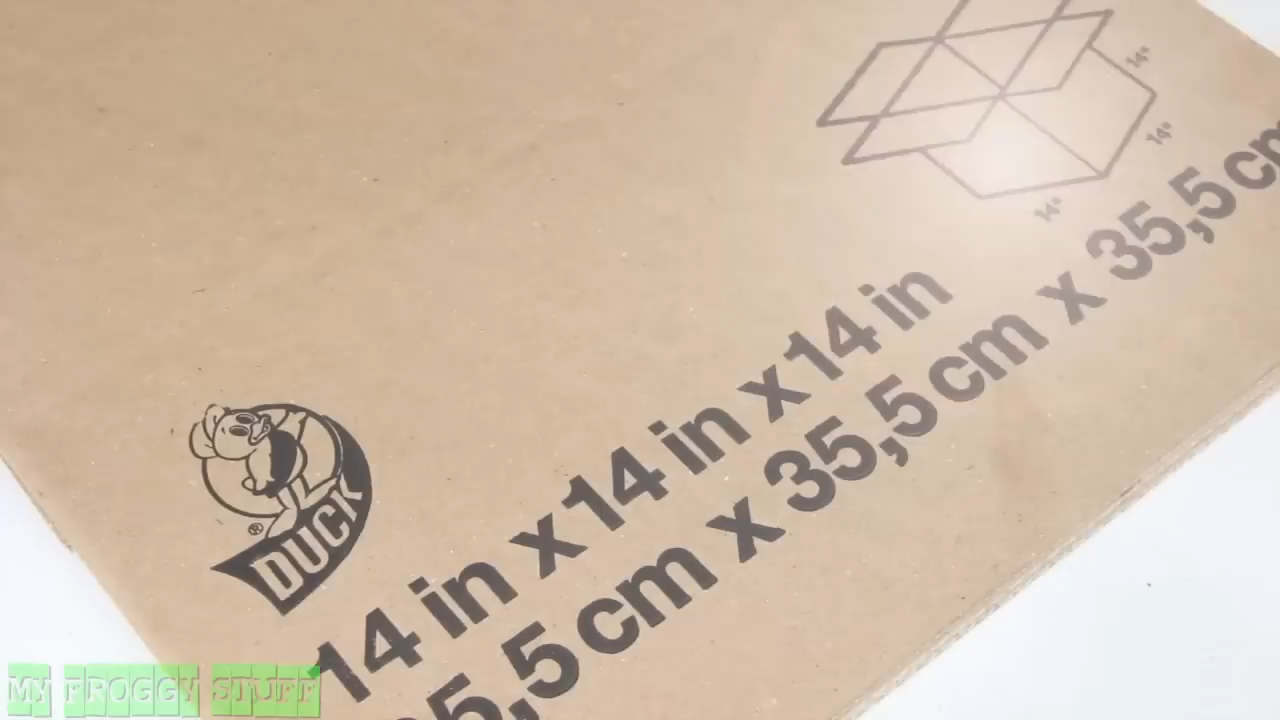 14"
14"
14"
14 in x 14 in x 14 in
35,5 cm x 35,5 cm x 35,5 cm
DUCK
®
MY FROGGY STUFF